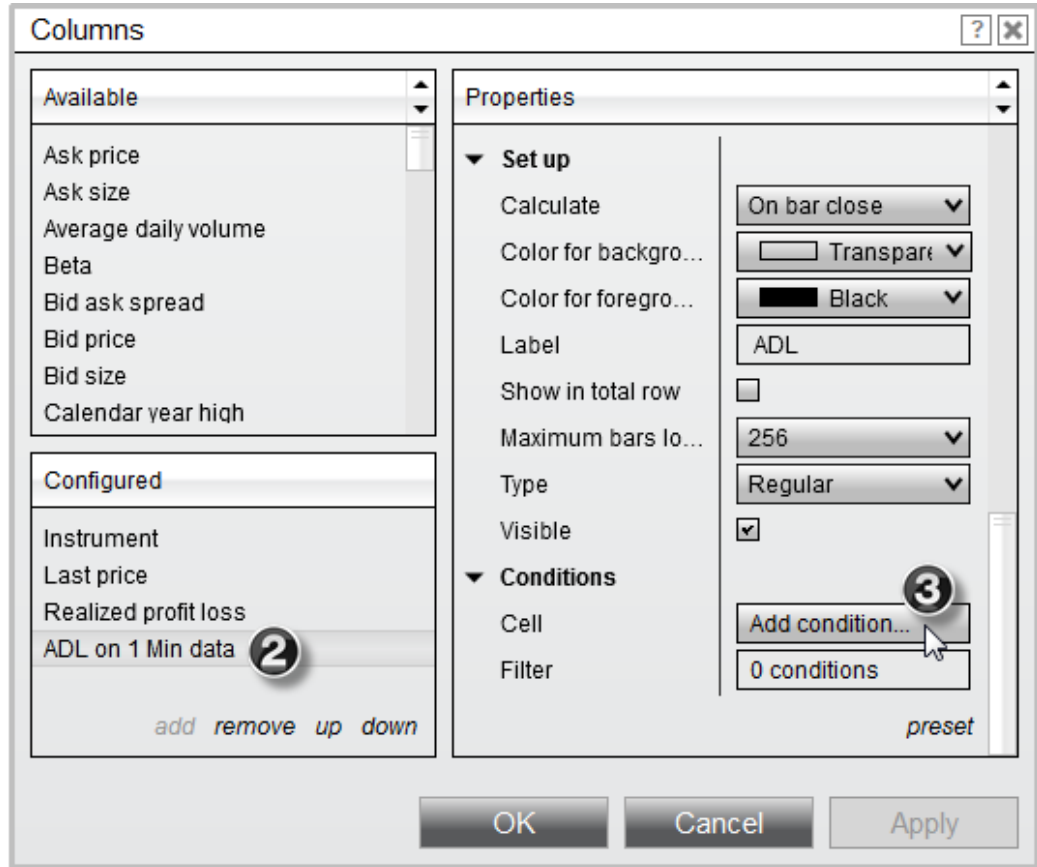 Columns
?
Available
Ask price
Ask size
Average daily volume
Beta
Bid ask spread
Bid price
Bid size
Calendar year high
Configured
Instrument
Last price
Realized profit loss
ADL on 1 Min data 2
add remove up down
Properties
Set up
Calculate On bar close
Color for backgro... Transpare
Color for foregro... Black
Label ADL
Show in total row
Maximum bars lo... 256
Type Regular
Visible
Conditions
3
Cell Add condition...
Filter 0 conditions
preset
OK Cancel Apply